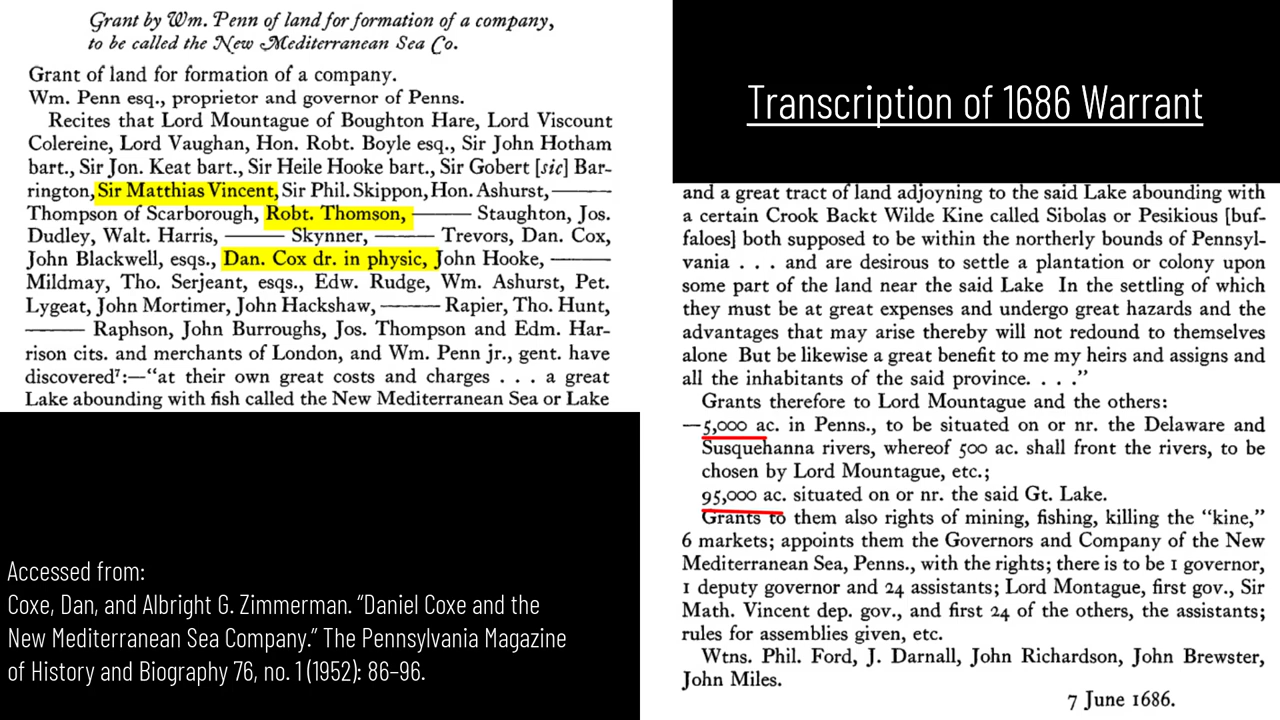 Grant by Wm. Penn of land for formation of a company,
to be called the New Mediterranean Sea Co.
Grant of land for formation of a company.
Wm. Penn esq., proprietor and governor of Penns.
Recites that Lord Mountague of Boughton Hare, Lord Viscount
Colereine, Lord Vaughan, Hon. Robt. Boyle esq., Sir John Hotham
bart., Sir Jon. Keat bart., Sir Heile Hooke bart., Sir Gobert [sic] Bar-
rington, Sir Matthias Vincent, Sir Phil. Skippon, Hon. Ashurst, ———
Thompson of Scarborough, Robt. Thomson, ——— Staughton, Jos.
Dudley, Walt. Harris, ——— Skynner, ——— Trevors, Dan. Cox,
John Blackwell, esqs., Dan. Cox dr. in physic, John Hooke, ———
Mildmay, Tho. Serjeant, esqs., Edw. Rudge, Wm. Ashurst, Pet.
Lygeat, John Mortimer, John Hackshaw, ——— Rapier, Tho. Hunt,
——— Raphson, John Burroughs, Jos. Thompson and Edm. Har-
rison cits. and merchants of London, and Wm. Penn jr., gent. have
discovered⁷:—"at their own great costs and charges . . . a great
Lake abounding with fish called the New Mediterranean Sea or Lake
Accessed from:
Coxe, Dan, and Albright G. Zimmerman. "Daniel Coxe and the
New Mediterranean Sea Company." The Pennsylvania Magazine
of History and Biography 76, no. 1 (1952): 86–96.
Transcription of 1686 Warrant
and a great tract of land adjoyning to the said Lake abounding with
a certain Crook Backt Wilde Kine called Sibolas or Pesikious [buf-
faloes] both supposed to be within the northerly bounds of Pennsyl-
vania . . . and are desirous to settle a plantation or colony upon
some part of the land near the said Lake In the settling of which
they must be at great expenses and undergo great hazards and the
advantages that may arise thereby will not redound to themselves
alone But be likewise a great benefit to me my heirs and assigns and
all the inhabitants of the said province. . . ."
Grants therefore to Lord Mountague and the others:
—5,000 ac. in Penns., to be situated on or nr. the Delaware and
Susquehanna rivers, whereof 500 ac. shall front the rivers, to be
chosen by Lord Mountague, etc.;
95,000 ac. situated on or nr. the said Gt. Lake.
Grants to them also rights of mining, fishing, killing the "kine,"
6 markets; appoints them the Governors and Company of the New
Mediterranean Sea, Penns., with the rights; there is to be 1 governor,
1 deputy governor and 24 assistants; Lord Montague, first gov., Sir
Math. Vincent dep. gov., and first 24 of the others, the assistants;
rules for assemblies given, etc.
Wtns. Phil. Ford, J. Darnall, John Richardson, John Brewster,
John Miles.
7 June 1686.